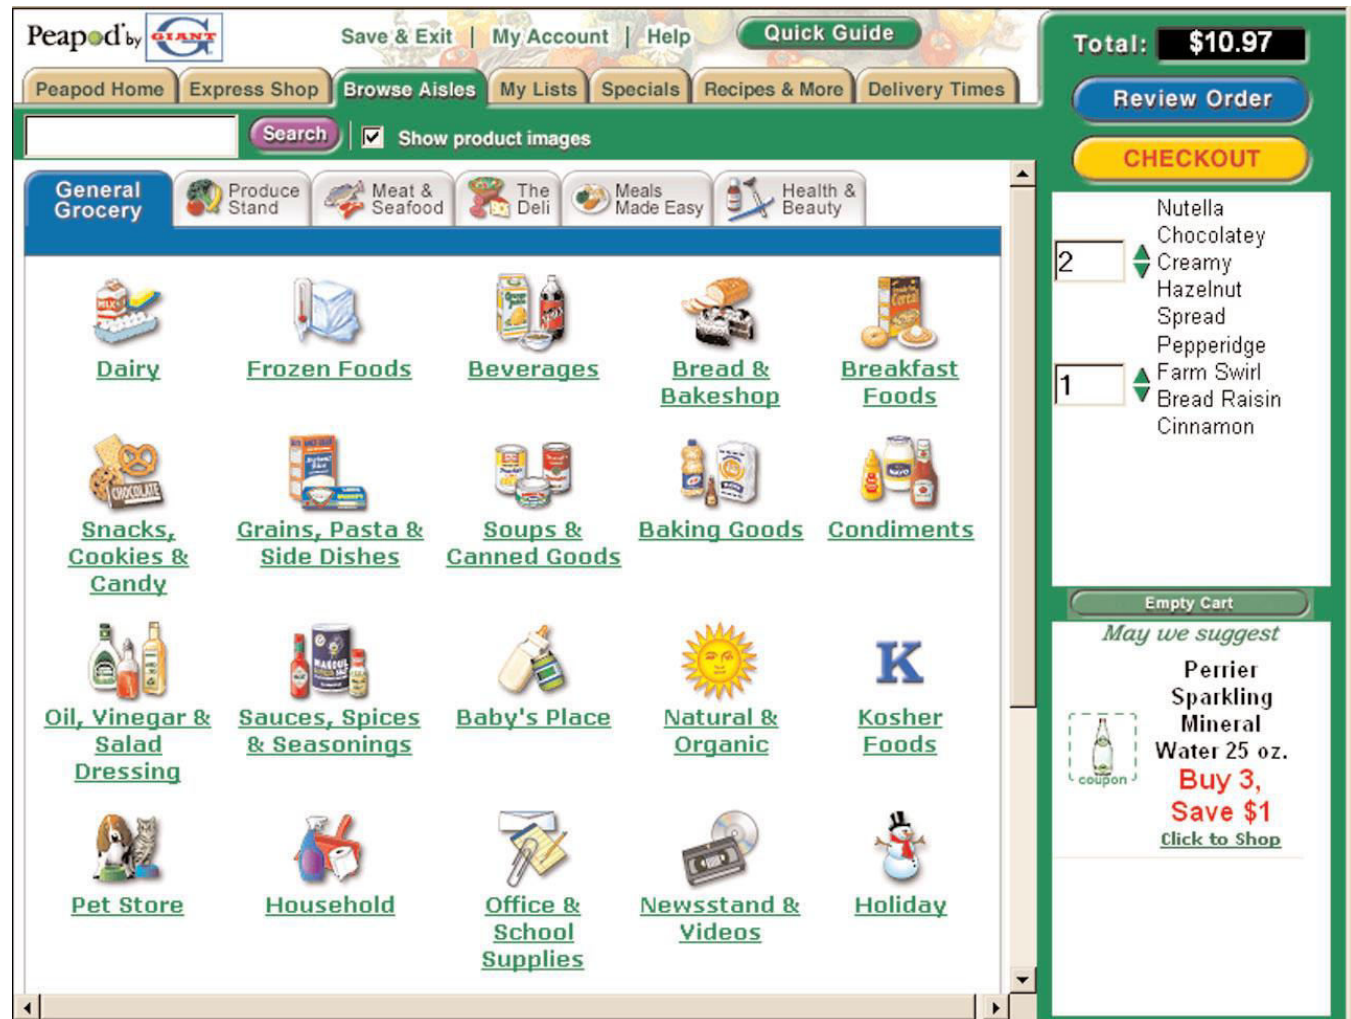 Peapod by GIANT
Save & Exit | My Account | Help
Quick Guide
Total: $10.97
Peapod Home
Express Shop
Browse Aisles
My Lists
Specials
Recipes & More
Delivery Times
Review Order
Search
Show product images
CHECKOUT
General
Grocery
Produce
Stand
Meat &
Seafood
The
Deli
Meals
Made Easy
Health &
Beauty
2
Nutella
Chocolatey
Creamy
Hazelnut
Spread
1
Pepperidge
Farm Swirl
Bread Raisin
Cinnamon
MILK
Dairy
Frozen Foods
Beverages
Bread &
Bakeshop
Cereal
Breakfast
Foods
CHOCOLATE
Snacks,
Cookies &
Candy
Grains, Pasta &
Side Dishes
Soups &
Canned Goods
Baking Goods
MAYO
Condiments
Empty Cart
May we suggest
Perrier
Sparkling
Mineral
Water 25 oz.
coupon
Buy 3,
Save $1
Click to Shop
Oil, Vinegar &
Salad
Dressing
Sauces, Spices
& Seasonings
Baby's Place
Natural &
Organic
K
Kosher
Foods
Pet Store
Household
Office &
School
Supplies
Newsstand &
Videos
Holiday